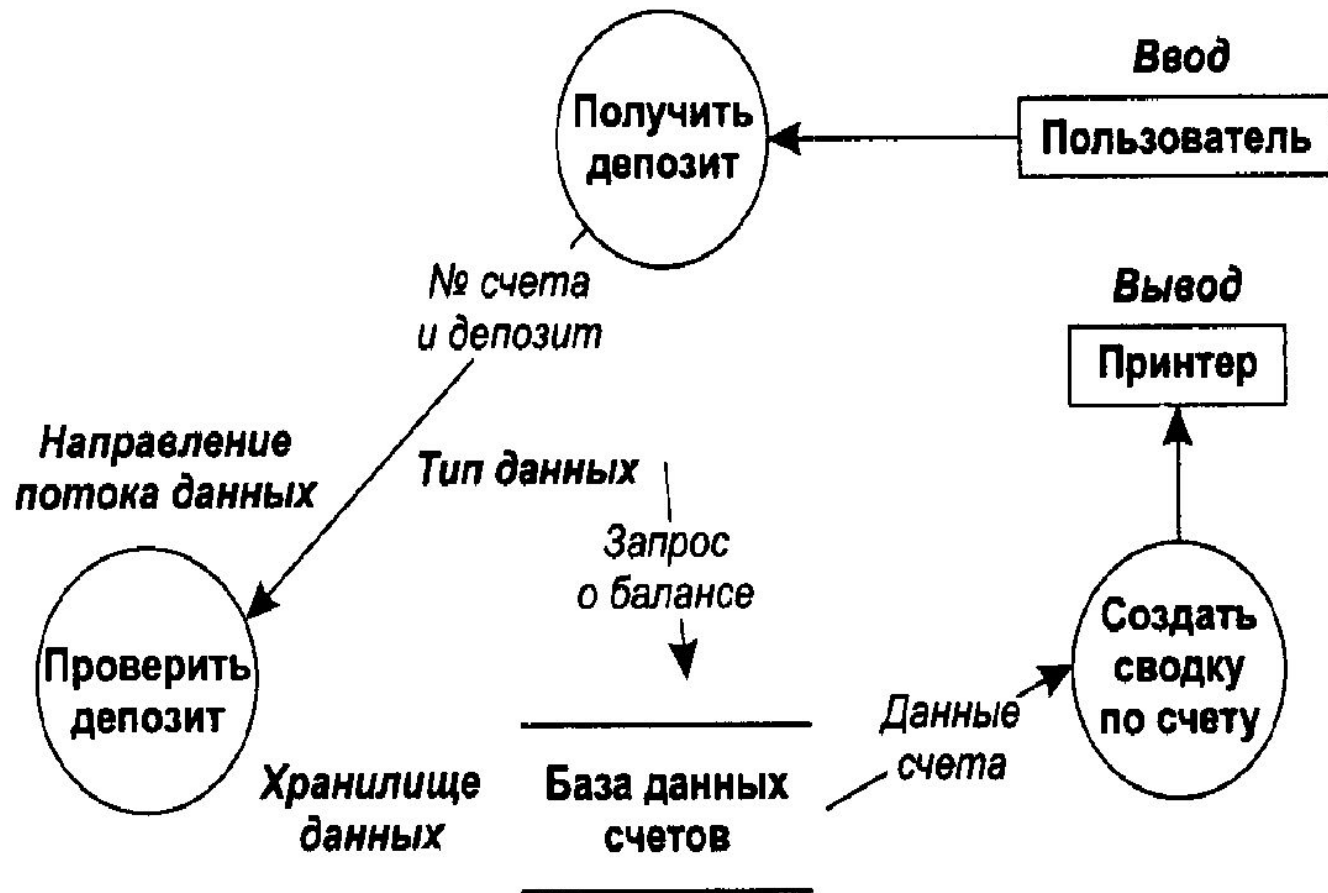 Ввод
Получить
депозит
Пользователь
№ счета
и депозит
Вывод
Принтер
Направление
потока данных
Тип данных
Запрос
о балансе
Проверить
депозит
Создать
сводку
по счету
Данные
счета
Хранилище
данных
База данных
счетов